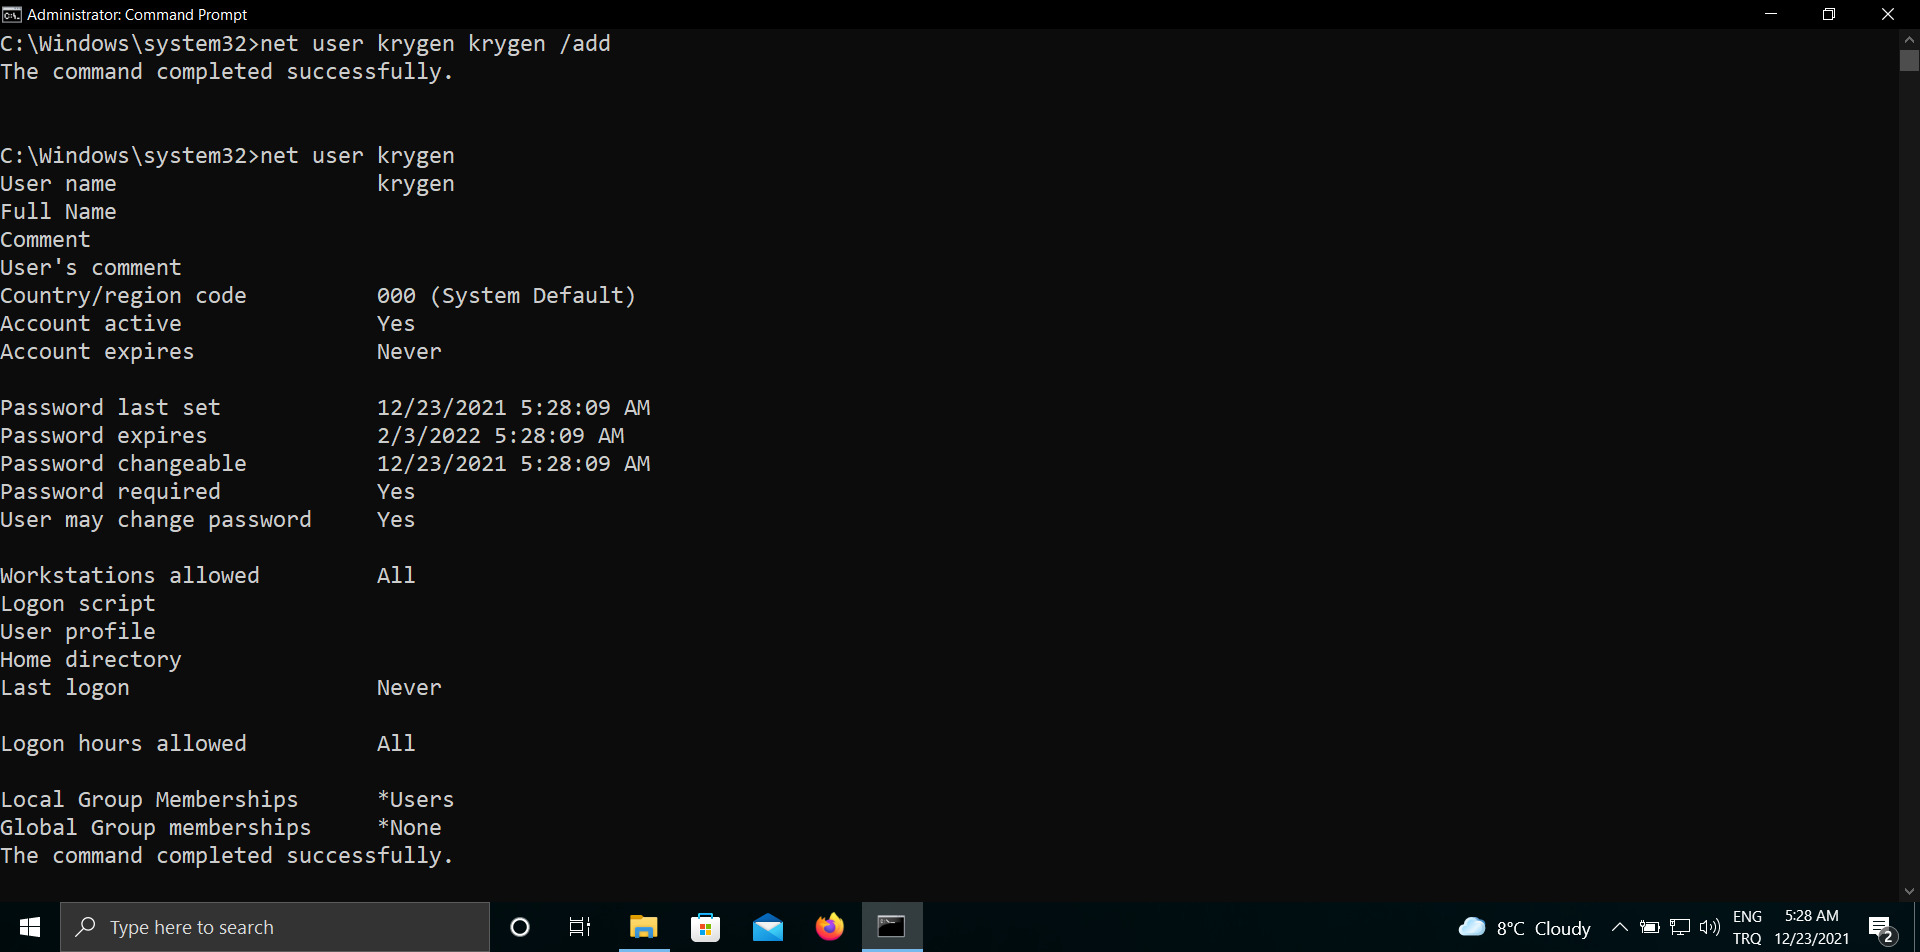 Administrator: Command Prompt
C:\Windows\system32>net user krygen krygen /add
The command completed successfully.
C:\Windows\system32>net user krygen
User name krygen
Full Name
Comment
User's comment
Country/region code 000 (System Default)
Account active Yes
Account expires Never
Password last set 12/23/2021 5:28:09 AM
Password expires 2/3/2022 5:28:09 AM
Password changeable 12/23/2021 5:28:09 AM
Password required Yes
User may change password Yes
Workstations allowed All
Logon script
User profile
Home directory
Last logon Never
Logon hours allowed All
Local Group Memberships *Users
Global Group memberships *None
The command completed successfully.
Type here to search
8°C Cloudy
ENG
TRQ
5:28 AM
12/23/2021
2